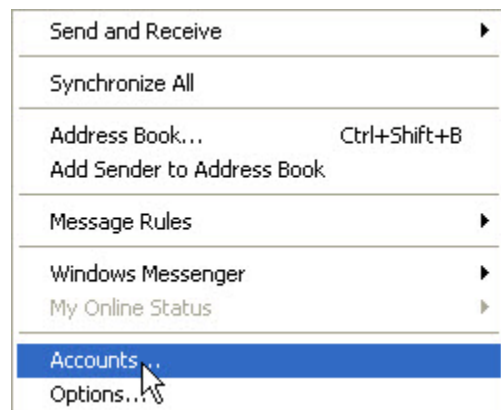 Send and Receive
Synchronize All
Address Book... Ctrl+Shift+B
Add Sender to Address Book
Message Rules
Windows Messenger
My Online Status
Accounts...
Options...